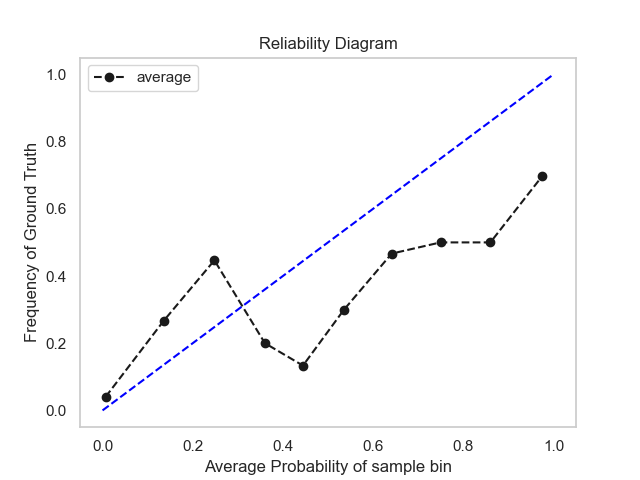 Reliability Diagram
average
Frequency of Ground Truth
1.0
0.8
0.6
0.4
0.2
0.0
0.0 0.2 0.4 0.6 0.8 1.0
Average Probability of sample bin